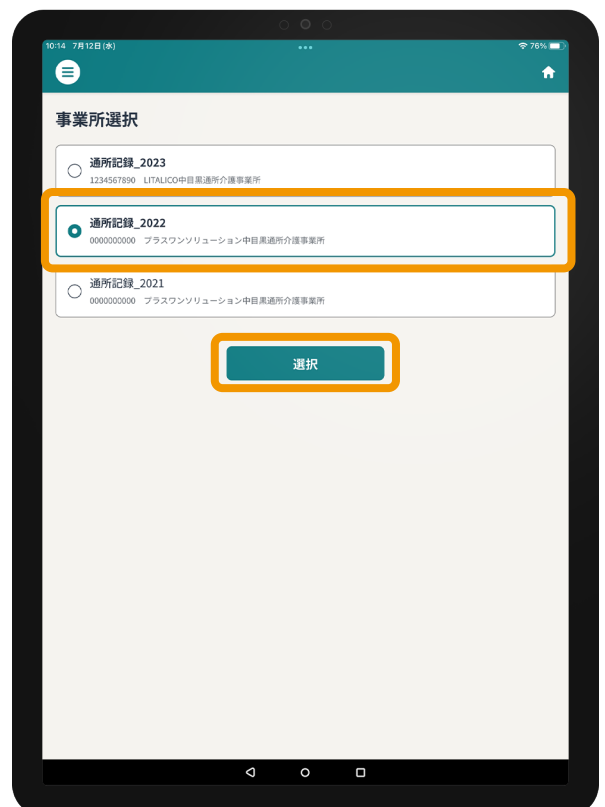 10:14 7月12日(水)
76%
事業所選択
通所記録_2023
1234567890 LITALICO中目黒通所介護事業所
通所記録_2022
0000000000 プラスワンソリューション中目黒通所介護事業所
通所記録_2021
0000000000 プラスワンソリューション中目黒通所介護事業所
選択